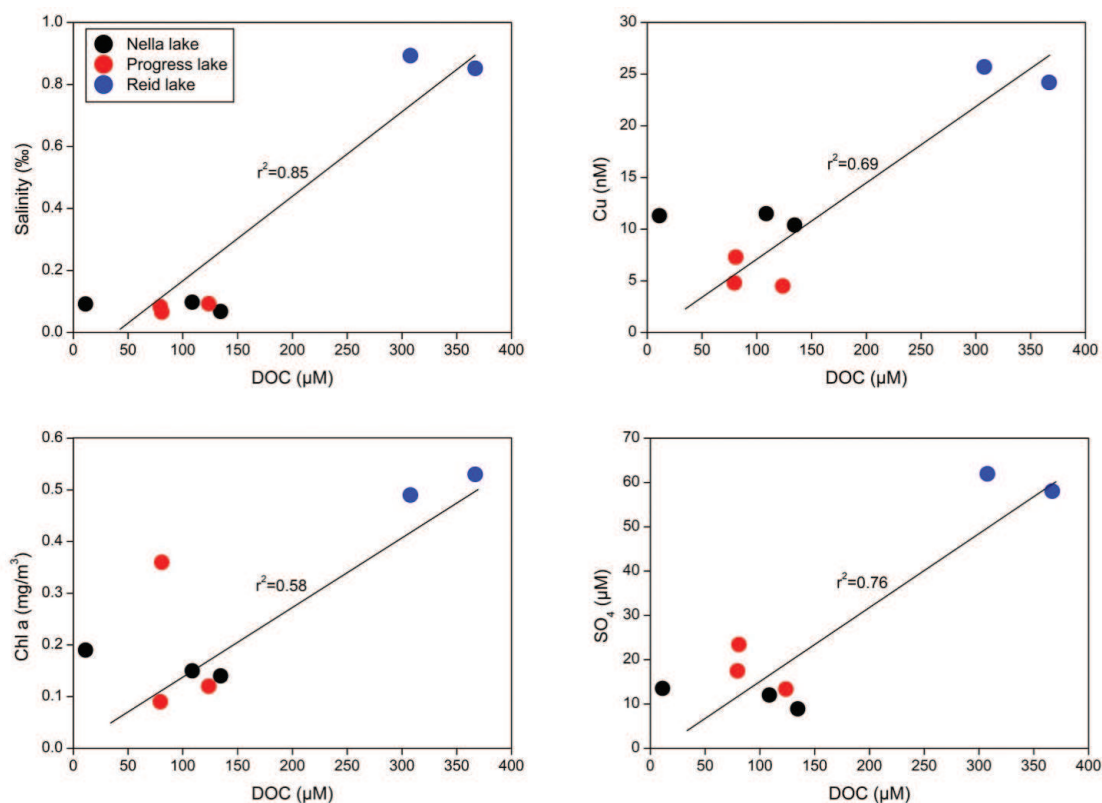 1.0
0.8
0.6
0.4
0.2
0.0
Salinity (‰)
Nella lake
Progress lake
Reid lake
r²=0.85
0 50 100 150 200 250 300 350 400
DOC (µM)
30
25
20
15
10
5
0
Cu (nM)
r²=0.69
0 50 100 150 200 250 300 350 400
DOC (µM)
0.6
0.5
0.4
0.3
0.2
0.1
0.0
Chl a (mg/m³)
r²=0.58
0 50 100 150 200 250 300 350 400
DOC (µM)
70
60
50
40
30
20
10
0
SO₄ (µM)
r²=0.76
0 50 100 150 200 250 300 350 400
DOC (µM)